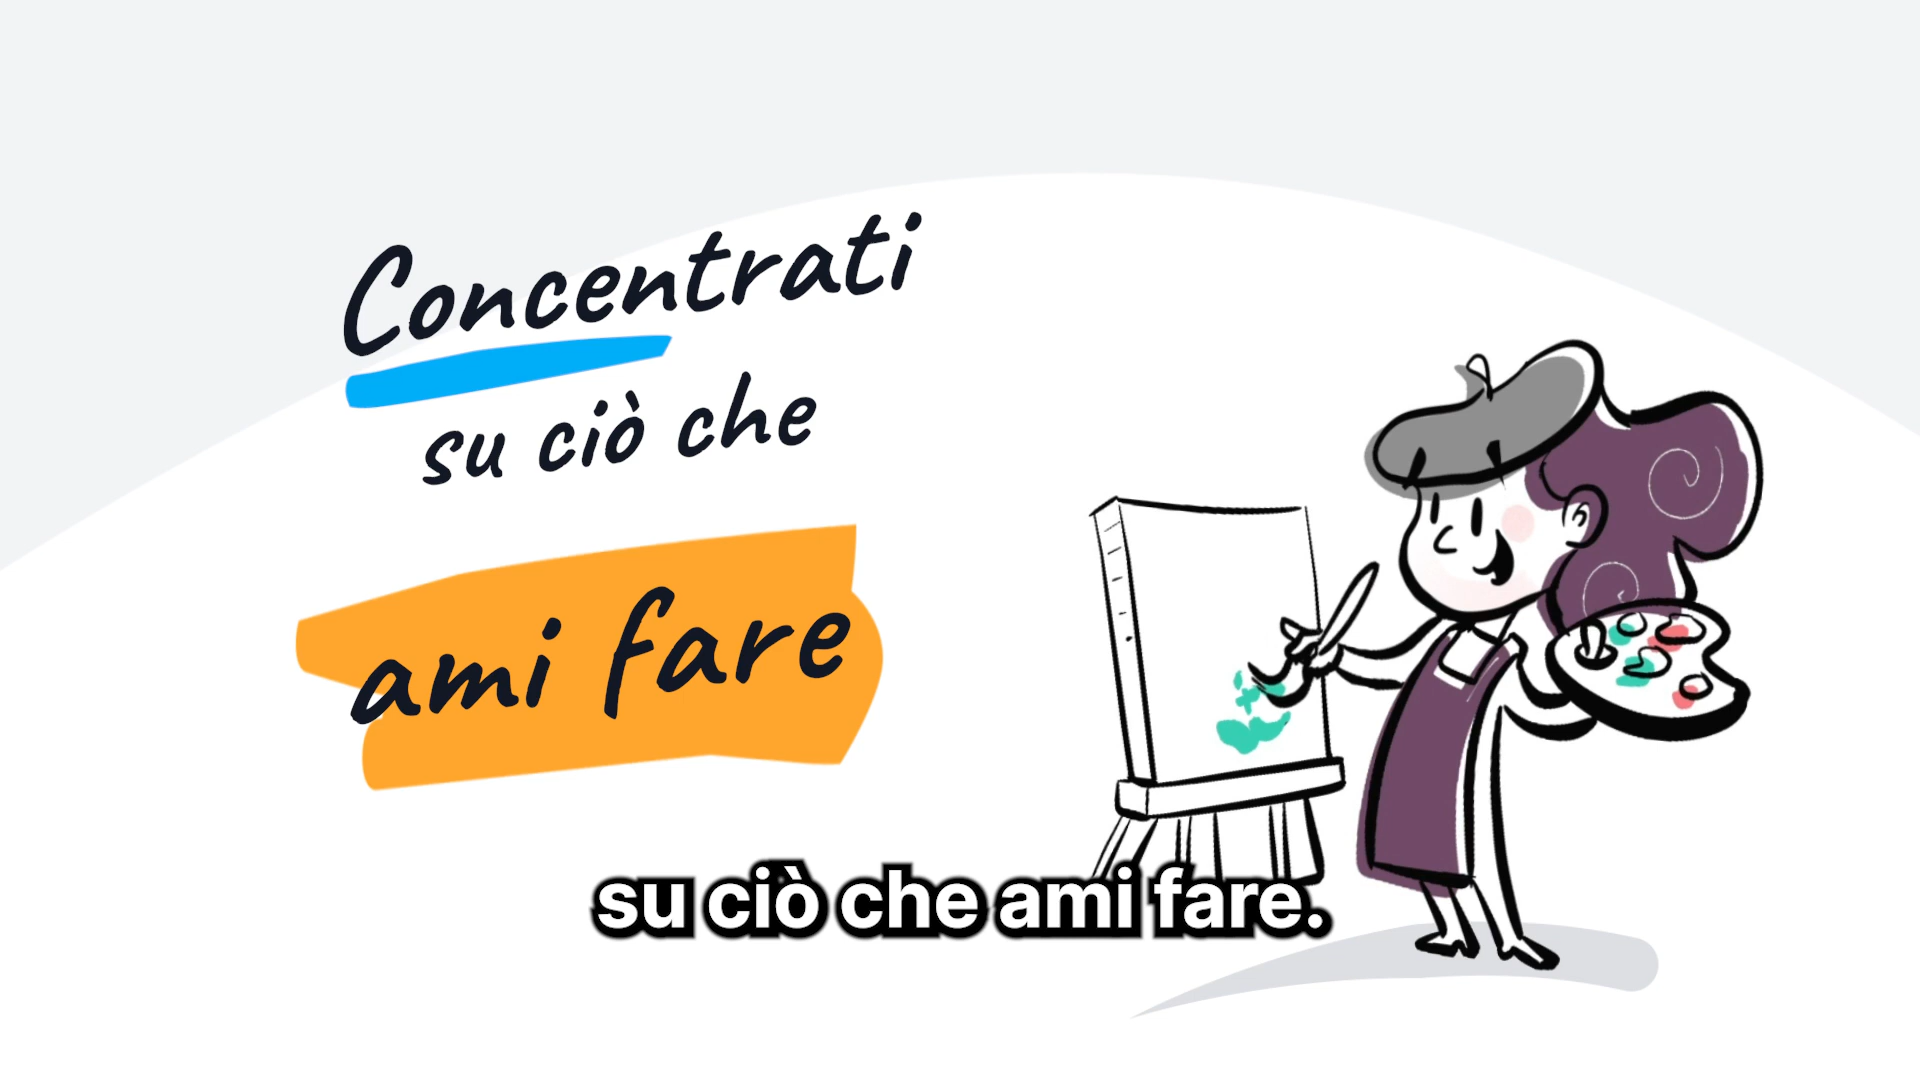 Concentrati
su ciò che
ami fare
su ciò che ami fare.